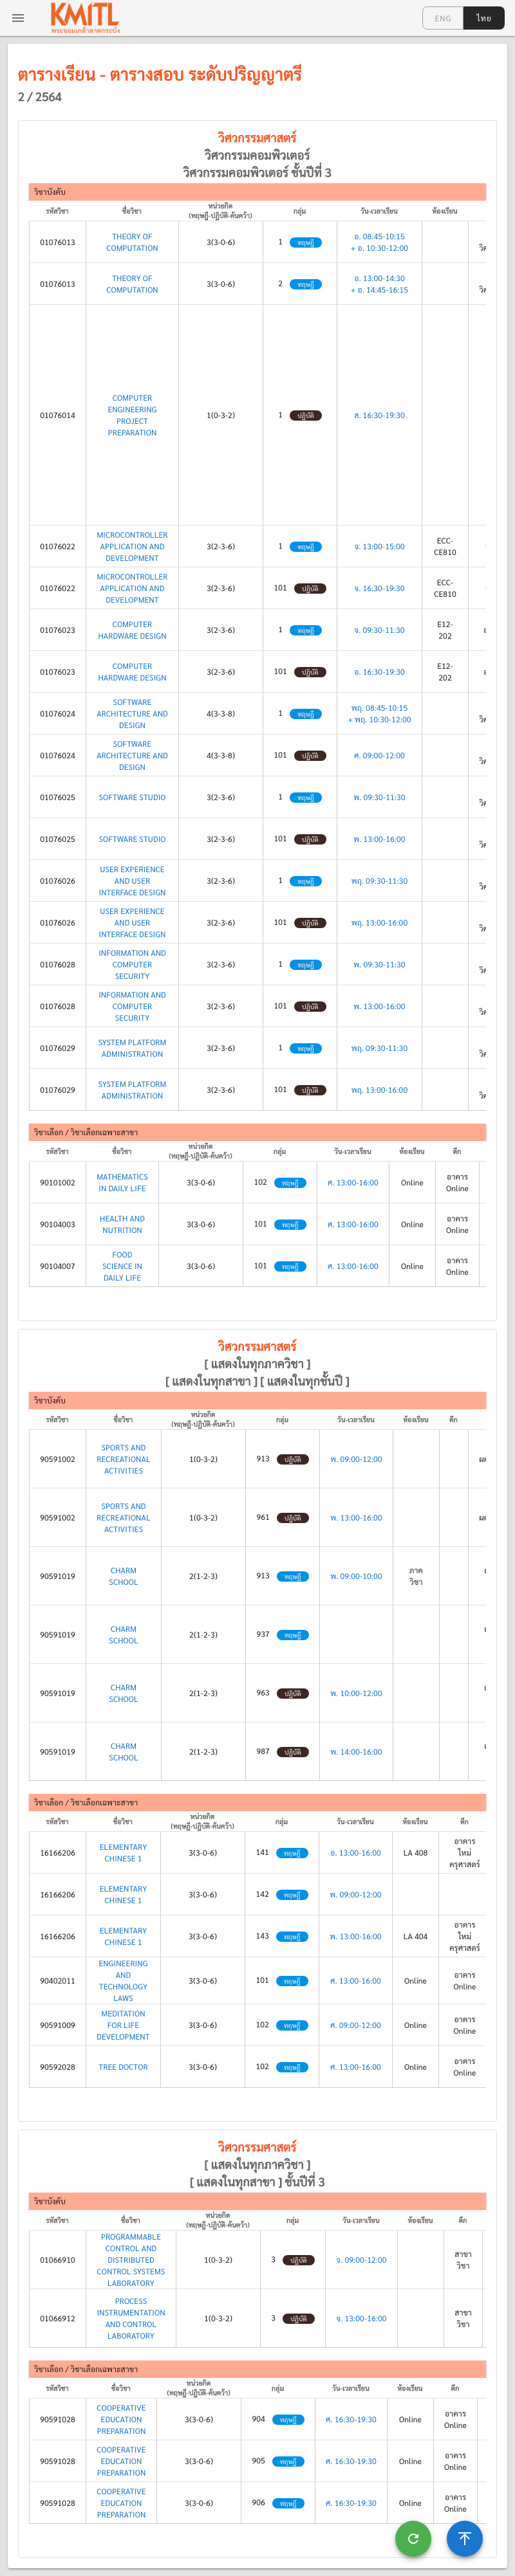 KMITL
พระจอมเกล้าลาดกระบัง
ENG
ไทย
ตารางเรียน - ตารางสอบ ระดับปริญญาตรี
2 / 2564
วิศวกรรมศาสตร์
วิศวกรรมคอมพิวเตอร์
วิศวกรรมคอมพิวเตอร์ ชั้นปีที่ 3
วิชาบังคับ
รหัสวิชา ชื่อวิชา หน่วยกิต (ทฤษฎี-ปฏิบัติ-ค้นคว้า) กลุ่ม วัน-เวลาเรียน ห้องเรียน
01076013 THEORY OF COMPUTATION 3(3-0-6) 1 ทฤษฎี อ. 08:45-10:15 + อ. 10:30-12:00
01076013 THEORY OF COMPUTATION 3(3-0-6) 2 ทฤษฎี อ. 13:00-14:30 + อ. 14:45-16:15
01076014 COMPUTER ENGINEERING PROJECT PREPARATION 1(0-3-2) 1 ปฏิบัติ ส. 16:30-19:30
01076022 MICROCONTROLLER APPLICATION AND DEVELOPMENT 3(2-3-6) 1 ทฤษฎี จ. 13:00-15:00 ECC-CE810
01076022 MICROCONTROLLER APPLICATION AND DEVELOPMENT 3(2-3-6) 101 ปฏิบัติ จ. 16:30-19:30 ECC-CE810
01076023 COMPUTER HARDWARE DESIGN 3(2-3-6) 1 ทฤษฎี จ. 09:30-11:30 E12-202
01076023 COMPUTER HARDWARE DESIGN 3(2-3-6) 101 ปฏิบัติ อ. 16:30-19:30 E12-202
01076024 SOFTWARE ARCHITECTURE AND DESIGN 4(3-3-8) 1 ทฤษฎี พฤ. 08:45-10:15 + พฤ. 10:30-12:00
01076024 SOFTWARE ARCHITECTURE AND DESIGN 4(3-3-8) 101 ปฏิบัติ ศ. 09:00-12:00
01076025 SOFTWARE STUDIO 3(2-3-6) 1 ทฤษฎี พ. 09:30-11:30
01076025 SOFTWARE STUDIO 3(2-3-6) 101 ปฏิบัติ พ. 13:00-16:00
01076026 USER EXPERIENCE AND USER INTERFACE DESIGN 3(2-3-6) 1 ทฤษฎี พฤ. 09:30-11:30
01076026 USER EXPERIENCE AND USER INTERFACE DESIGN 3(2-3-6) 101 ปฏิบัติ พฤ. 13:00-16:00
01076028 INFORMATION AND COMPUTER SECURITY 3(2-3-6) 1 ทฤษฎี พ. 09:30-11:30
01076028 INFORMATION AND COMPUTER SECURITY 3(2-3-6) 101 ปฏิบัติ พ. 13:00-16:00
01076029 SYSTEM PLATFORM ADMINISTRATION 3(2-3-6) 1 ทฤษฎี พฤ. 09:30-11:30
01076029 SYSTEM PLATFORM ADMINISTRATION 3(2-3-6) 101 ปฏิบัติ พฤ. 13:00-16:00
วิชาเลือก / วิชาเลือกเฉพาะสาขา
รหัสวิชา ชื่อวิชา หน่วยกิต (ทฤษฎี-ปฏิบัติ-ค้นคว้า) กลุ่ม วัน-เวลาเรียน ห้องเรียน ตึก
90101002 MATHEMATICS IN DAILY LIFE 3(3-0-6) 102 ทฤษฎี ศ. 13:00-16:00 Online อาคาร Online
90104003 HEALTH AND NUTRITION 3(3-0-6) 101 ทฤษฎี ศ. 13:00-16:00 Online อาคาร Online
90104007 FOOD SCIENCE IN DAILY LIFE 3(3-0-6) 101 ทฤษฎี ศ. 13:00-16:00 Online อาคาร Online
วิศวกรรมศาสตร์
[ แสดงในทุกภาควิชา ]
[ แสดงในทุกสาขา ] [ แสดงในทุกชั้นปี ]
วิชาบังคับ
รหัสวิชา ชื่อวิชา หน่วยกิต (ทฤษฎี-ปฏิบัติ-ค้นคว้า) กลุ่ม วัน-เวลาเรียน ห้องเรียน ตึก
90591002 SPORTS AND RECREATIONAL ACTIVITIES 1(0-3-2) 913 ปฏิบัติ พ. 09:00-12:00
90591002 SPORTS AND RECREATIONAL ACTIVITIES 1(0-3-2) 961 ปฏิบัติ พ. 13:00-16:00
90591019 CHARM SCHOOL 2(1-2-3) 913 ทฤษฎี พ. 09:00-10:00 ภาควิชา
90591019 CHARM SCHOOL 2(1-2-3) 937 ทฤษฎี
90591019 CHARM SCHOOL 2(1-2-3) 963 ปฏิบัติ พ. 10:00-12:00
90591019 CHARM SCHOOL 2(1-2-3) 987 ปฏิบัติ พ. 14:00-16:00
วิชาเลือก / วิชาเลือกเฉพาะสาขา
รหัสวิชา ชื่อวิชา หน่วยกิต (ทฤษฎี-ปฏิบัติ-ค้นคว้า) กลุ่ม วัน-เวลาเรียน ห้องเรียน ตึก
16166206 ELEMENTARY CHINESE 1 3(3-0-6) 141 ทฤษฎี อ. 13:00-16:00 LA 408 อาคารใหม่ ครุศาสตร์
16166206 ELEMENTARY CHINESE 1 3(3-0-6) 142 ทฤษฎี พ. 09:00-12:00
16166206 ELEMENTARY CHINESE 1 3(3-0-6) 143 ทฤษฎี พ. 13:00-16:00 LA 404 อาคารใหม่ ครุศาสตร์
90402011 ENGINEERING AND TECHNOLOGY LAWS 3(3-0-6) 101 ทฤษฎี ศ. 13:00-16:00 Online อาคาร Online
90591009 MEDITATION FOR LIFE DEVELOPMENT 3(3-0-6) 102 ทฤษฎี ศ. 09:00-12:00 Online อาคาร Online
90592028 TREE DOCTOR 3(3-0-6) 102 ทฤษฎี ศ. 13:00-16:00 Online อาคาร Online
วิศวกรรมศาสตร์
[ แสดงในทุกภาควิชา ]
[ แสดงในทุกสาขา ] ชั้นปีที่ 3
วิชาบังคับ
รหัสวิชา ชื่อวิชา หน่วยกิต (ทฤษฎี-ปฏิบัติ-ค้นคว้า) กลุ่ม วัน-เวลาเรียน ห้องเรียน ตึก
01066910 PROGRAMMABLE CONTROL AND DISTRIBUTED CONTROL SYSTEMS LABORATORY 1(0-3-2) 3 ปฏิบัติ จ. 09:00-12:00 สาขาวิชา
01066912 PROCESS INSTRUMENTATION AND CONTROL LABORATORY 1(0-3-2) 3 ปฏิบัติ จ. 13:00-16:00 สาขาวิชา
วิชาเลือก / วิชาเลือกเฉพาะสาขา
รหัสวิชา ชื่อวิชา หน่วยกิต (ทฤษฎี-ปฏิบัติ-ค้นคว้า) กลุ่ม วัน-เวลาเรียน ห้องเรียน ตึก
90591028 COOPERATIVE EDUCATION PREPARATION 3(3-0-6) 904 ทฤษฎี ศ. 16:30-19:30 Online อาคาร Online
90591028 COOPERATIVE EDUCATION PREPARATION 3(3-0-6) 905 ทฤษฎี ศ. 16:30-19:30 Online อาคาร Online
90591028 COOPERATIVE EDUCATION PREPARATION 3(3-0-6) 906 ทฤษฎี ศ. 16:30-19:30 Online อาคาร Online